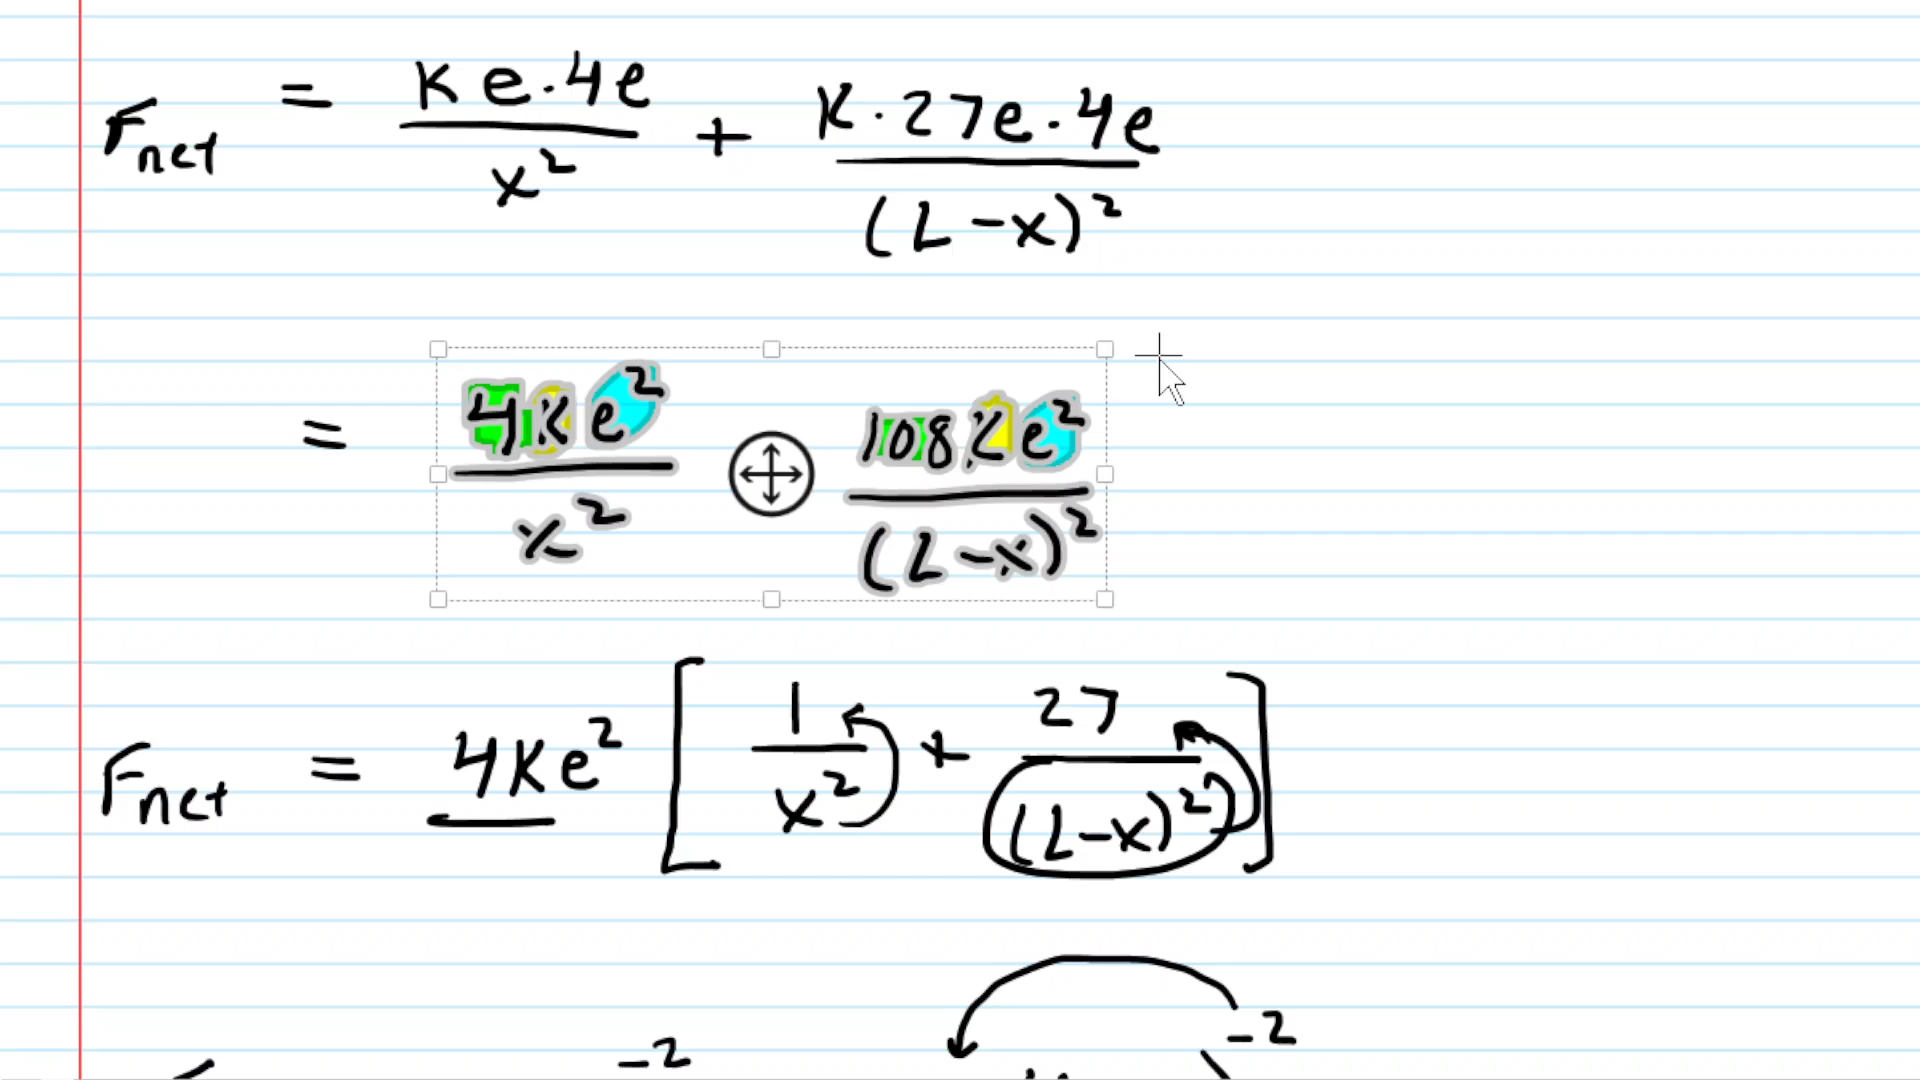 Fnet = Ke·4e/x² + K·27e·4e/(L-x)²
= 4Ke²/x² 108Ke²/(L-x)²
Fnet = 4Ke² [ 1/x² + 27/(L-x)² ]
-2 -2